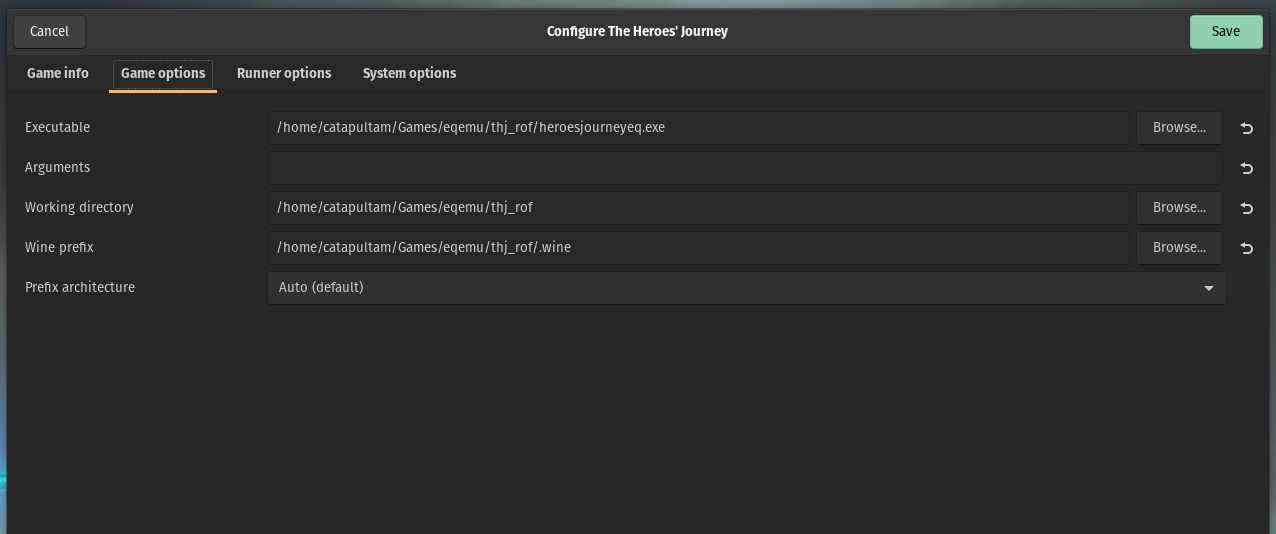 Cancel
Configure The Heroes' Journey
Save
Game info
Game options
Runner options
System options
Executable
/home/catapultam/Games/eqemu/thj_rof/heroesjourneyeq.exe
Browse...
Arguments
Working directory
/home/catapultam/Games/eqemu/thj_rof
Browse...
Wine prefix
/home/catapultam/Games/eqemu/thj_rof/.wine
Browse...
Prefix architecture
Auto (default)